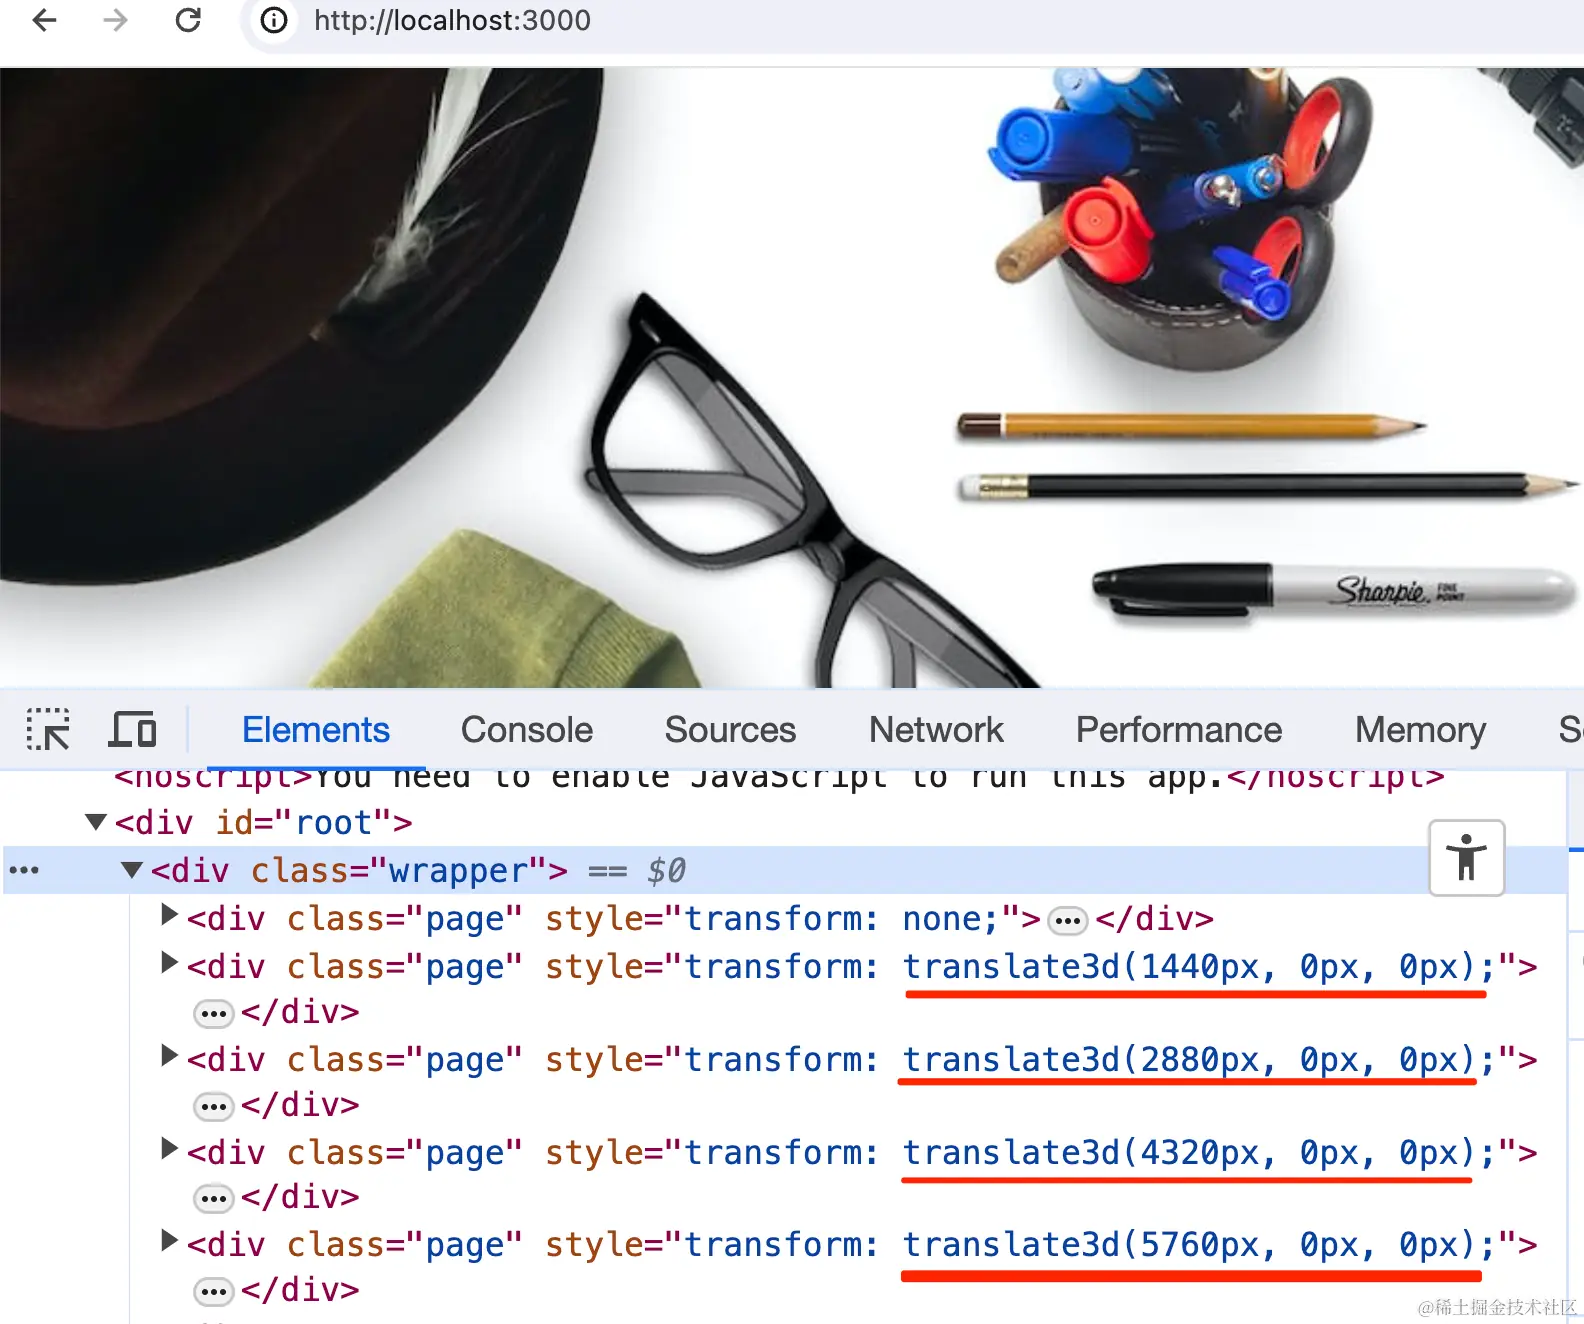 http://localhost:3000
Sharpie. FINE POINT
Elements Console Sources Network Performance Memory
<noscript>You need to enable JavaScript to run this app.</noscript>
<div id="root">
<div class="wrapper"> == $0
<div class="page" style="transform: none;">…</div>
<div class="page" style="transform: translate3d(1440px, 0px, 0px);">
…</div>
<div class="page" style="transform: translate3d(2880px, 0px, 0px);">
…</div>
<div class="page" style="transform: translate3d(4320px, 0px, 0px);">
…</div>
<div class="page" style="transform: translate3d(5760px, 0px, 0px);">
…</div>
@稀土掘金技术社区